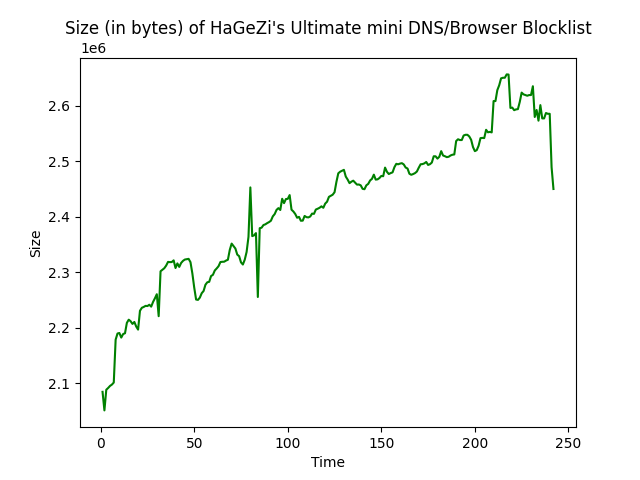 Size (in bytes) of HaGeZi's Ultimate mini DNS/Browser Blocklist
1e6
2.6
2.5
2.4
2.3
2.2
2.1
Size
0 50 100 150 200 250
Time